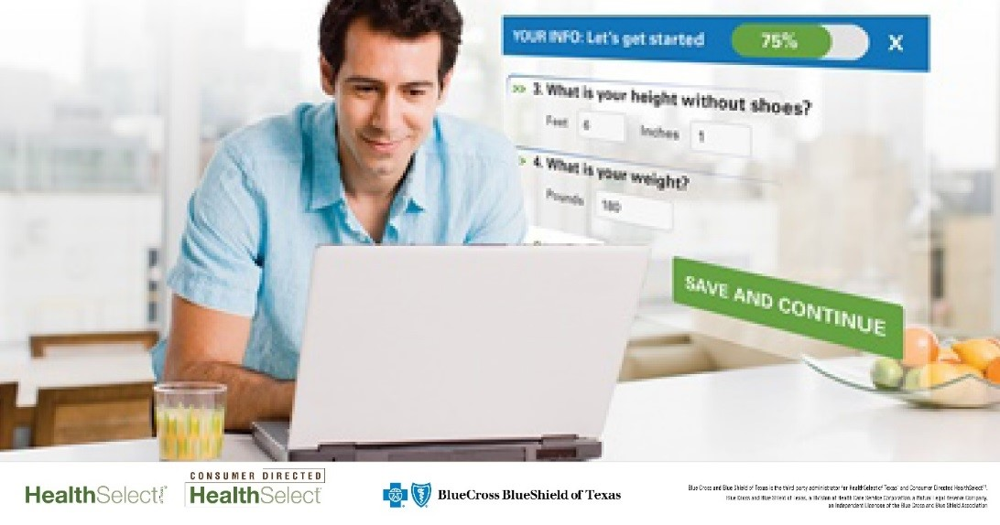 YOUR INFO: Let's get started
75%
X
>> 3. What is your height without shoes?
Feet 6 Inches 1
> 4. What is your weight?
Pounds 180
SAVE AND CONTINUE
HealthSelect
CONSUMER DIRECTED
HealthSelect
BlueCross BlueShield of Texas
Blue Cross and Blue Shield of Texas is the third-party administrator for HealthSelect of Texas and Consumer Directed HealthSelect
Blue Cross and Blue Shield of Texas, a Division of Health Care Service Corporation, a Mutual Legal Reserve Company,
an Independent Licensee of the Blue Cross and Blue Shield Association